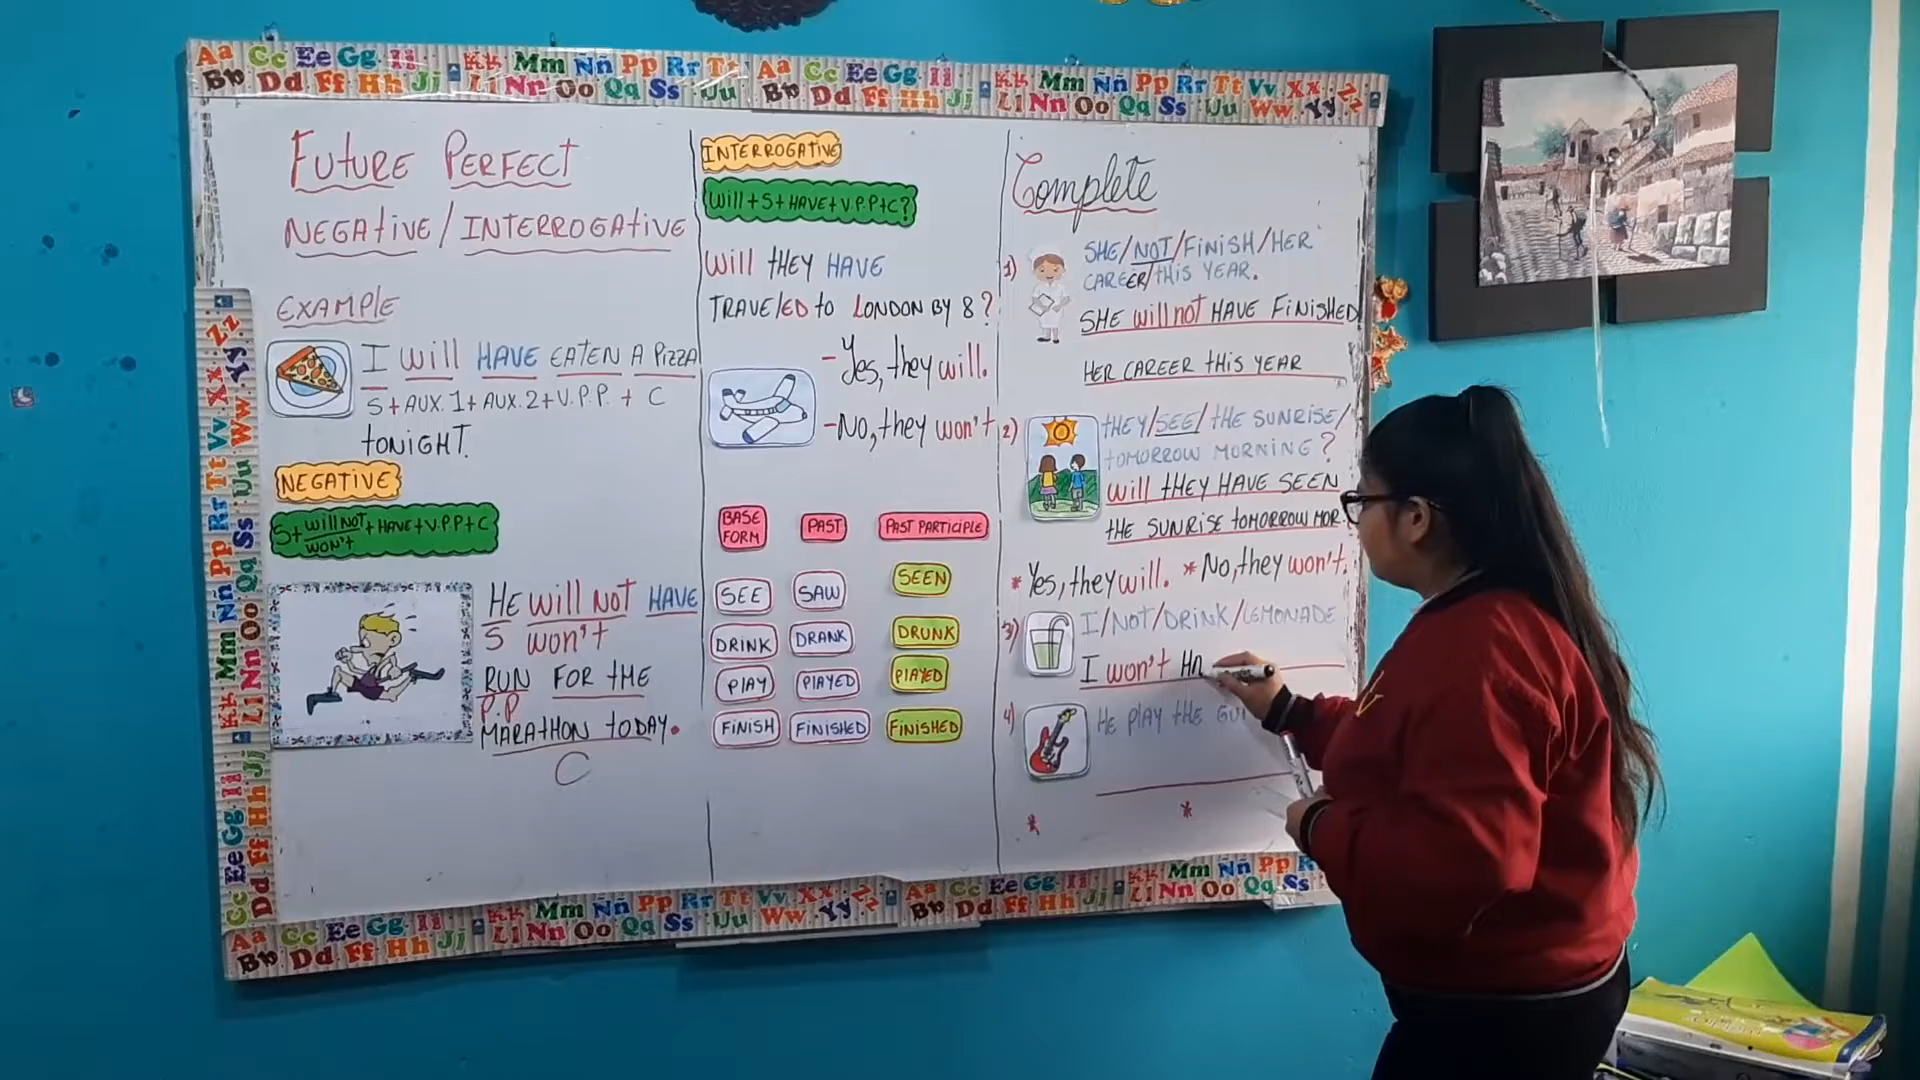 FUTURE PERFECT
NEGATIVE/INTERROGATIVE
EXAMPLE
I will HAVE EATEN A PIZZA
S+AUX.1+AUX.2+V.P.P. + C
TONIGHT.
NEGATIVE
S+ will NOT + HAVE+V.P.P+C
WON'T
HE will NOT HAVE
S won't
RUN FOR THE
P.P
MARATHON TODAY.
C
INTERROGATIVE
Will+S+HAVE+V.P.P+C?
Will THEY HAVE
TRAVELED to LONDON BY 8?
-Yes, they will.
-No, they won't
BASE FORM PAST PAST PARTICIPLE
SEE SAW SEEN
DRINK DRANK DRUNK
PLAY PLAYED PLAYED
FINISH FINISHED FINISHED
Complete
1) SHE/NOT/FINISH/HER
CAREER/THIS YEAR.
SHE will not HAVE FINISHED
HER CAREER THIS YEAR
2) THEY/SEE/THE SUNRISE/
TOMORROW MORNING?
will THEY HAVE SEEN
THE SUNRISE TOMORROW MOR.
* Yes, they will. * No, they won't.
3) I/NOT/DRINK/LEMONADE
I won't HA
4) HE PLAY THE GUI
* *